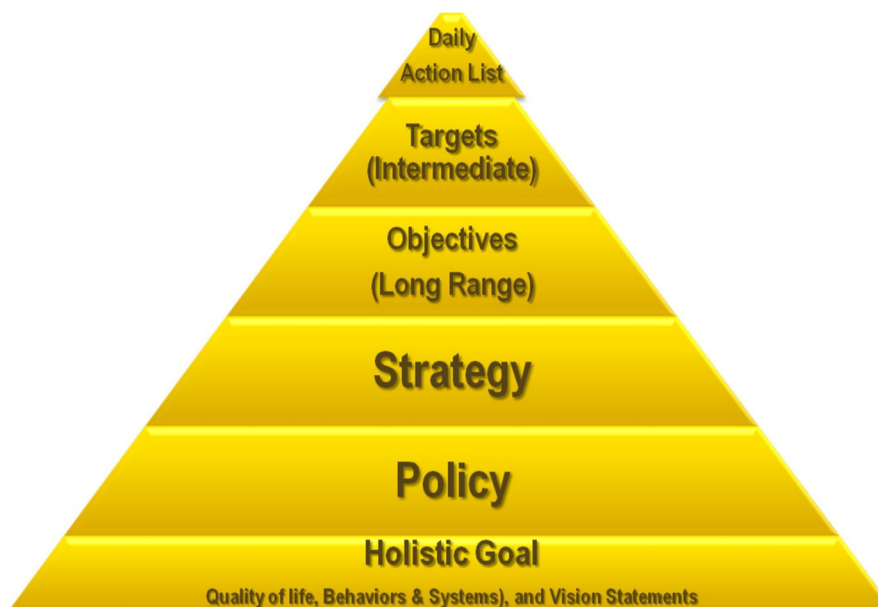 Daily
Action List
Targets
(Intermediate)
Objectives
(Long Range)
Strategy
Policy
Holistic Goal
Quality of life, Behaviors & Systems), and Vision Statements